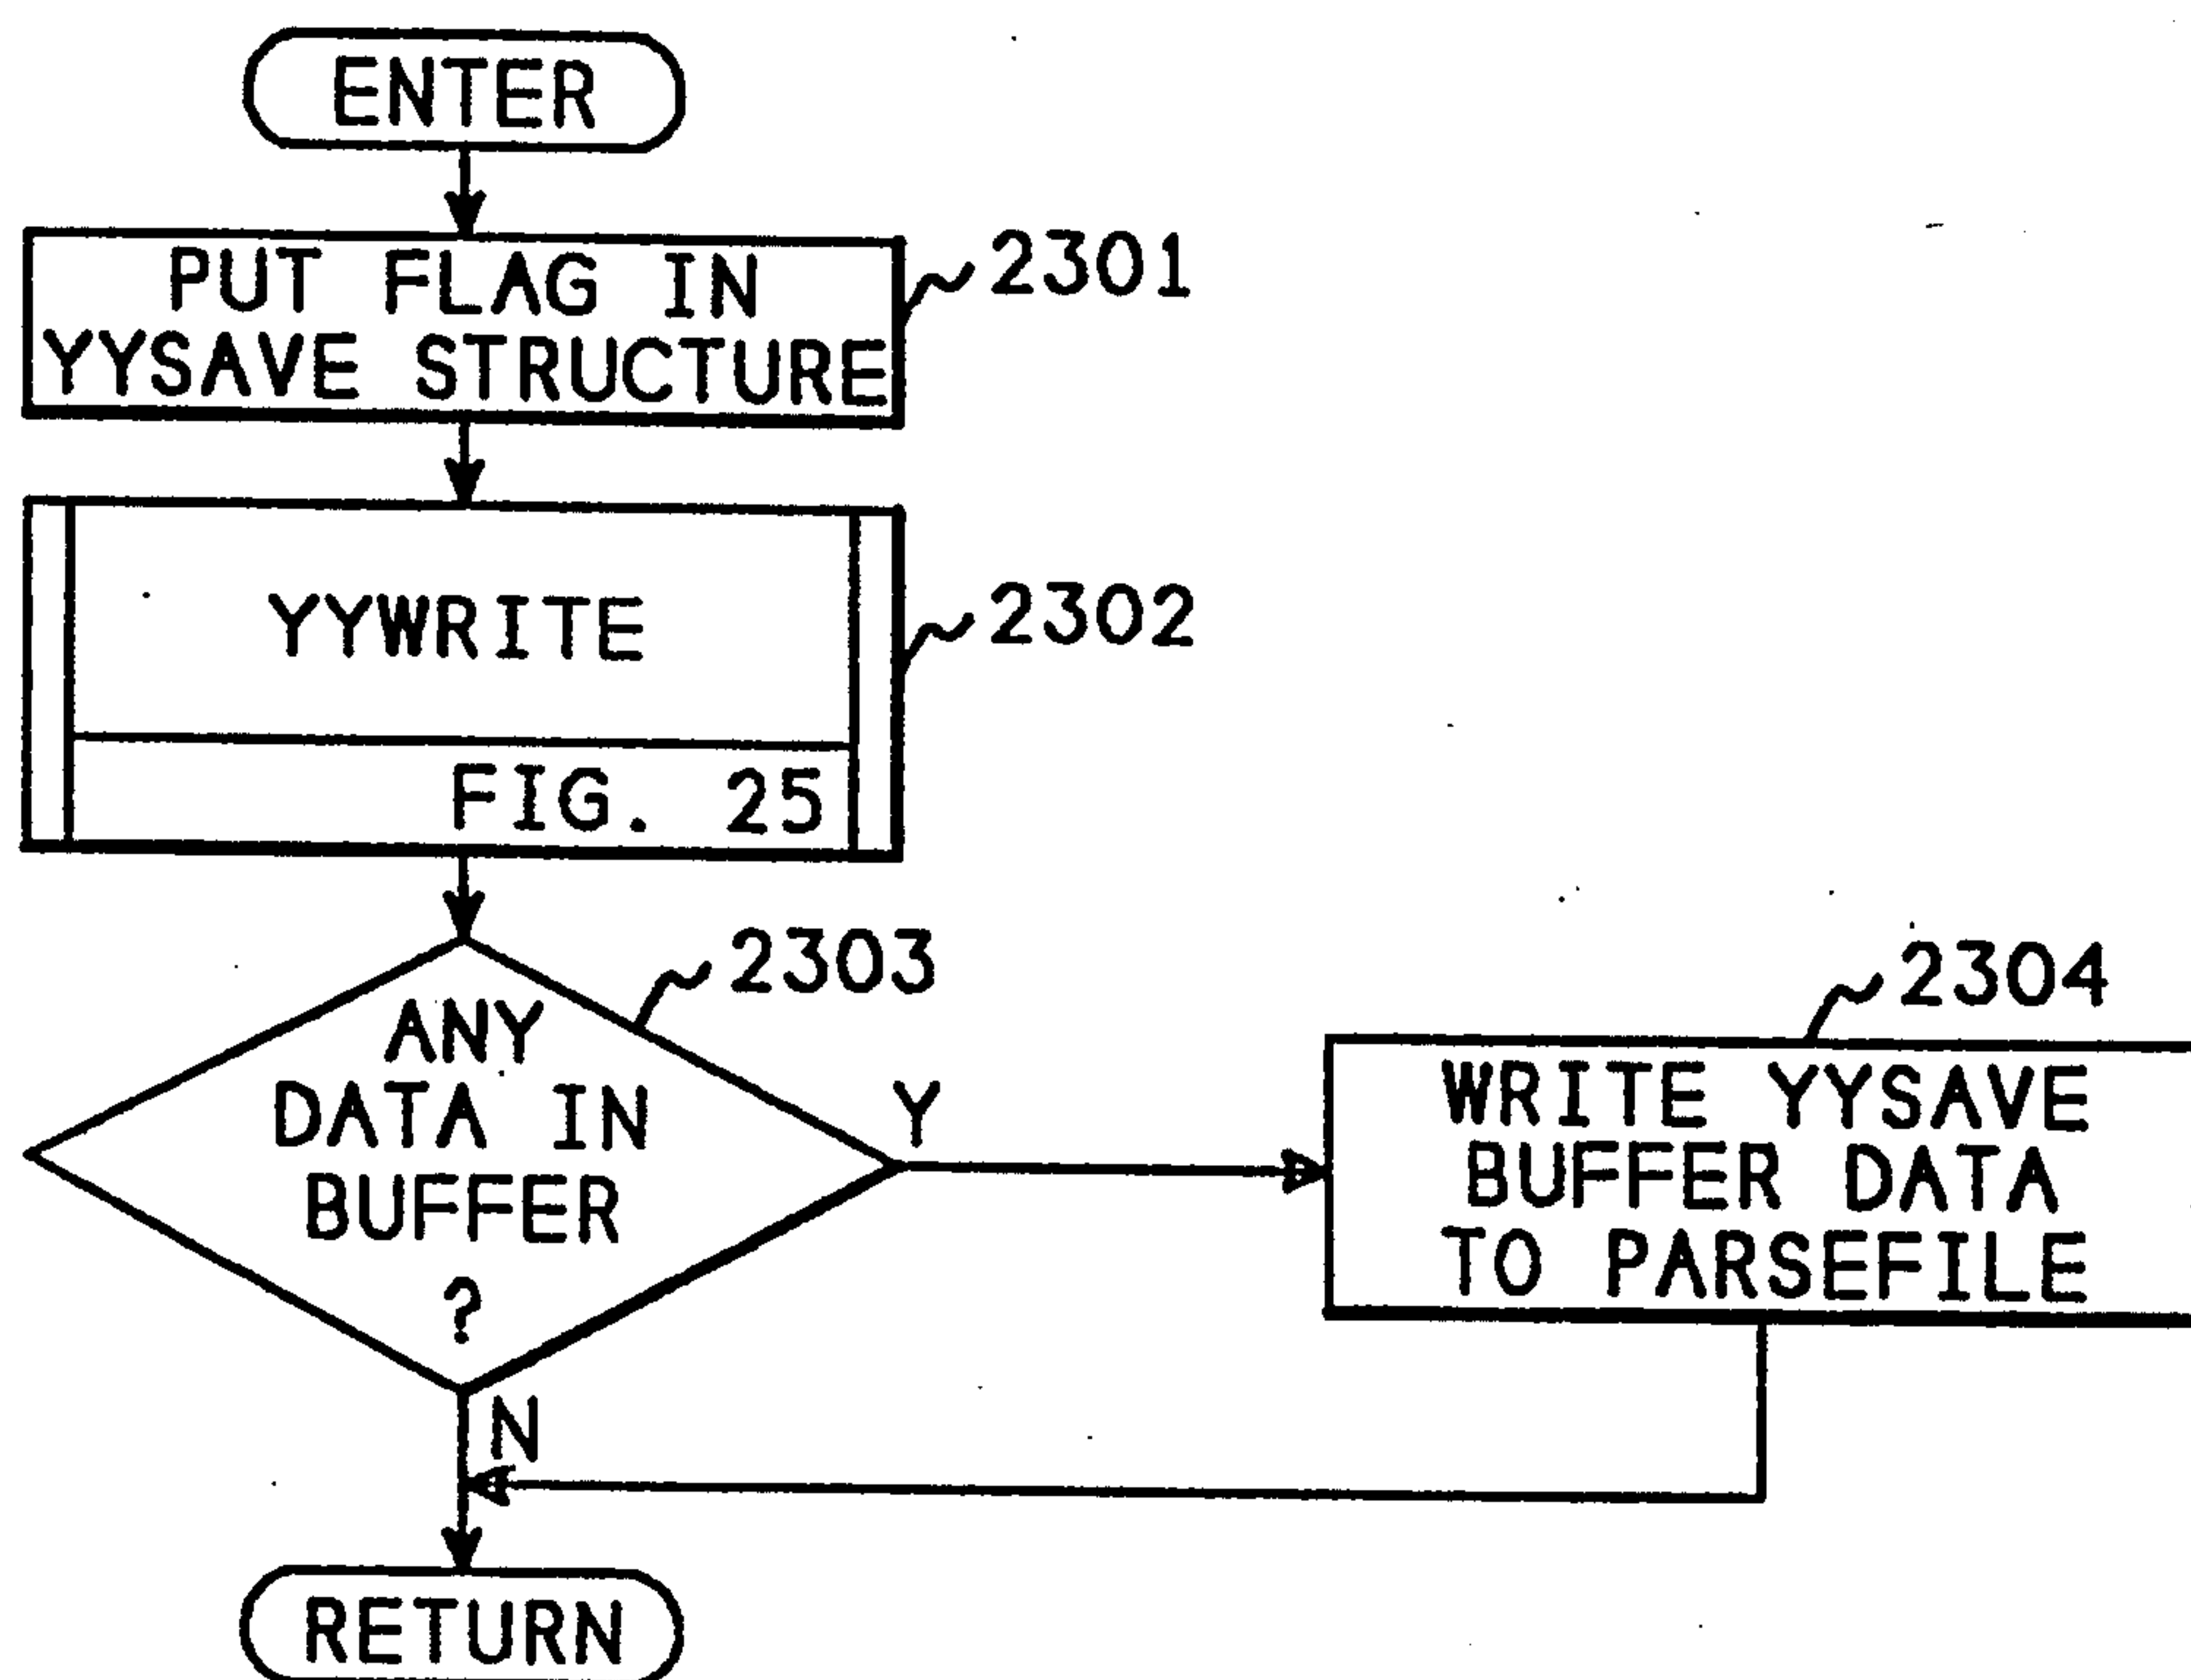 ENTER
PUT FLAG IN
YYSAVE STRUCTURE
2301
YYWRITE
2302
FIG. 25
2303
ANY
DATA IN
BUFFER
?
Y
2304
WRITE YYSAVE
BUFFER DATA
TO PARSEFILE
N
RETURN